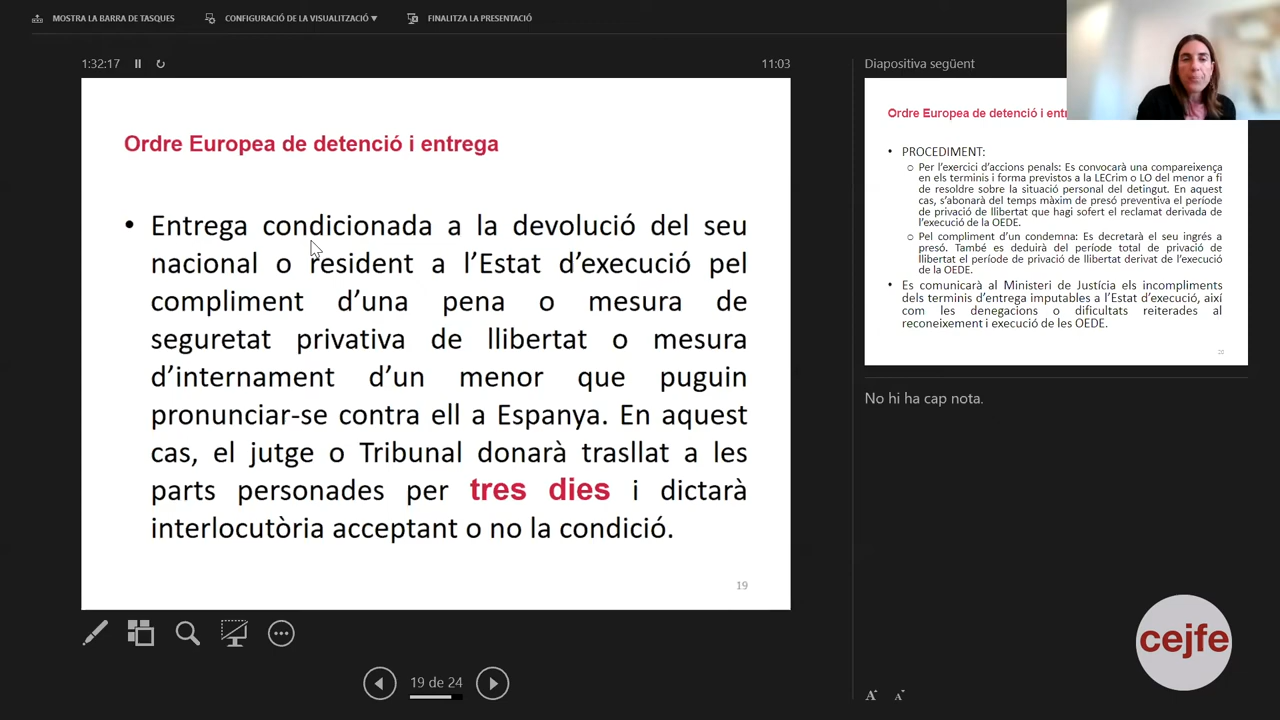 MOSTRA LA BARRA DE TASQUES
CONFIGURACIÓ DE LA VISUALITZACIÓ ▼
FINALITZA LA PRESENTACIÓ
1:32:17
11:03
Ordre Europea de detenció i entrega
• Entrega condicionada a la devolució del seu
nacional o resident a l’Estat d’execució pel
compliment d’una pena o mesura de
seguretat privativa de llibertat o mesura
d’internament d’un menor que puguin
pronunciar-se contra ell a Espanya. En aquest
cas, el jutge o Tribunal donarà trasllat a les
parts personades per tres dies i dictarà
interlocutòria acceptant o no la condició.
19
19 de 24
Diapositiva següent
Ordre Europea de detenció i
• PROCEDIMENT:
o Per l’exercici d’accions penals: Es convocarà una compareixença
en els terminis i forma previstos a la LECrim o LO del menor a fi
de resoldre sobre la situació personal del detingut. En aquest
cas, s’abonarà del temps màxim de presó preventiva el període
de privació de llibertat que hagi sofert el reclamat derivada de
l’execució de la OEDE.
o Pel compliment d’un condemna: Es decretarà el seu ingrés a
presó. També es deduirà del període total de privació de
llibertat el període de privació de llibertat derivat de l’execució
de la OEDE.
• Es comunicarà al Ministeri de Justícia els incompliments
dels terminis d’entrega imputables a l’Estat d’execució, així
com les denegacions o dificultats reiterades al
reconeixement i execució de les OEDE.
No hi ha cap nota.
cejfe
A A